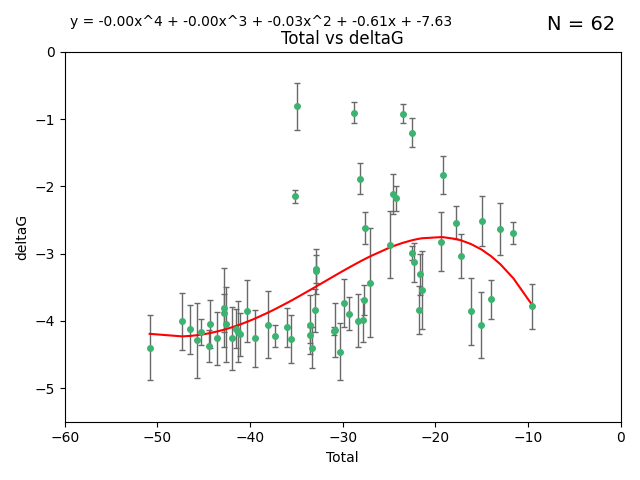 y = -0.00x^4 + -0.00x^3 + -0.03x^2 + -0.61x + -7.63
N = 62
Total vs deltaG
0
−1
−2
−3
−4
−5
deltaG
−60 −50 −40 −30 −20 −10 0
Total